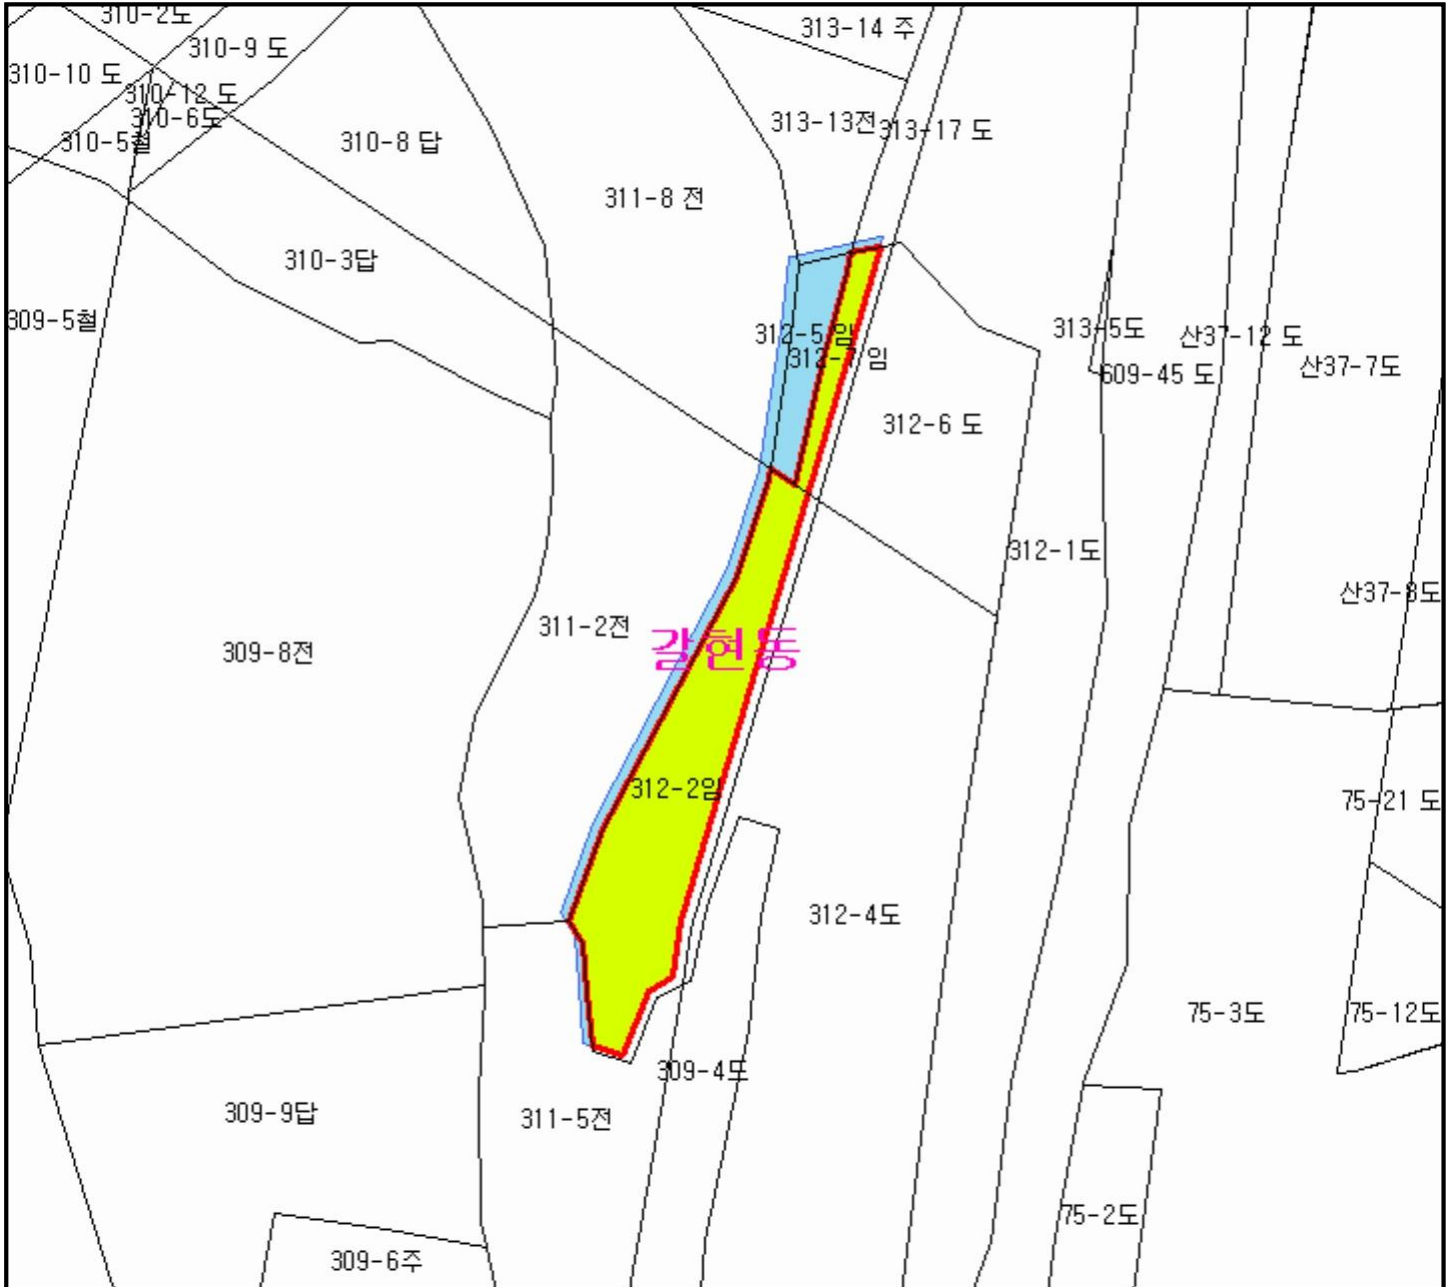 310-2도
313-14 주
310-9 도
310-10 도
310-12 도
310-6도
313-13전
313-17 도
310-5철
310-8 답
311-8 전
310-3답
309-5철
312-5 임
313-5도
산37-12 도
312-7 임
산37-7도
609-45 도
312-6 도
312-1도
산37-8도
311-2전
갈현동
309-8전
312-2임
75-21 도
312-4도
75-3도
75-12도
309-4도
309-9답
311-5전
75-2도
309-6주